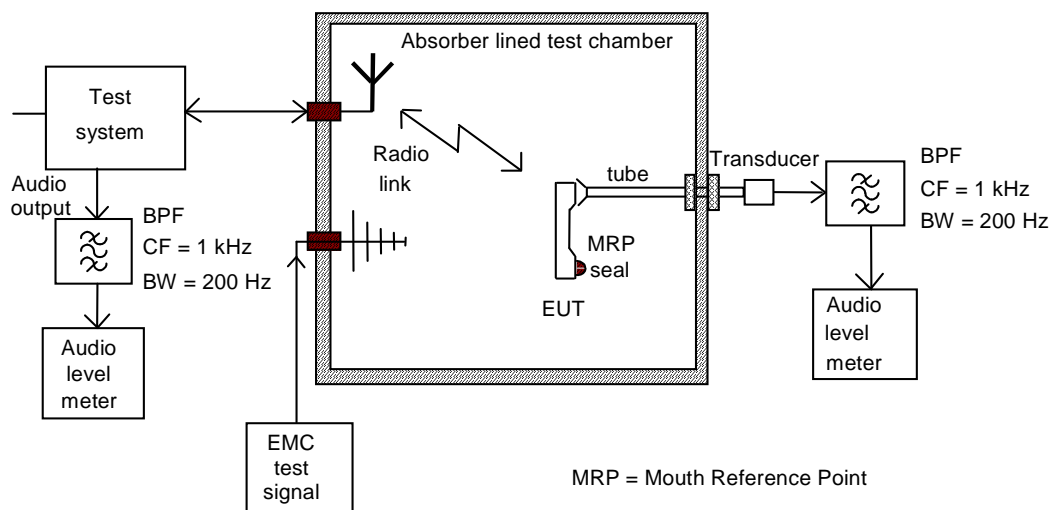 Absorber lined test chamber
Test
system
Radio
link
Audio
output
BPF
CF = 1 kHz
BW = 200 Hz
Audio
level
meter
EMC
test
signal
tube
MRP
seal
EUT
Transducer
BPF
CF = 1 kHz
BW = 200 Hz
Audio
level
meter
MRP = Mouth Reference Point